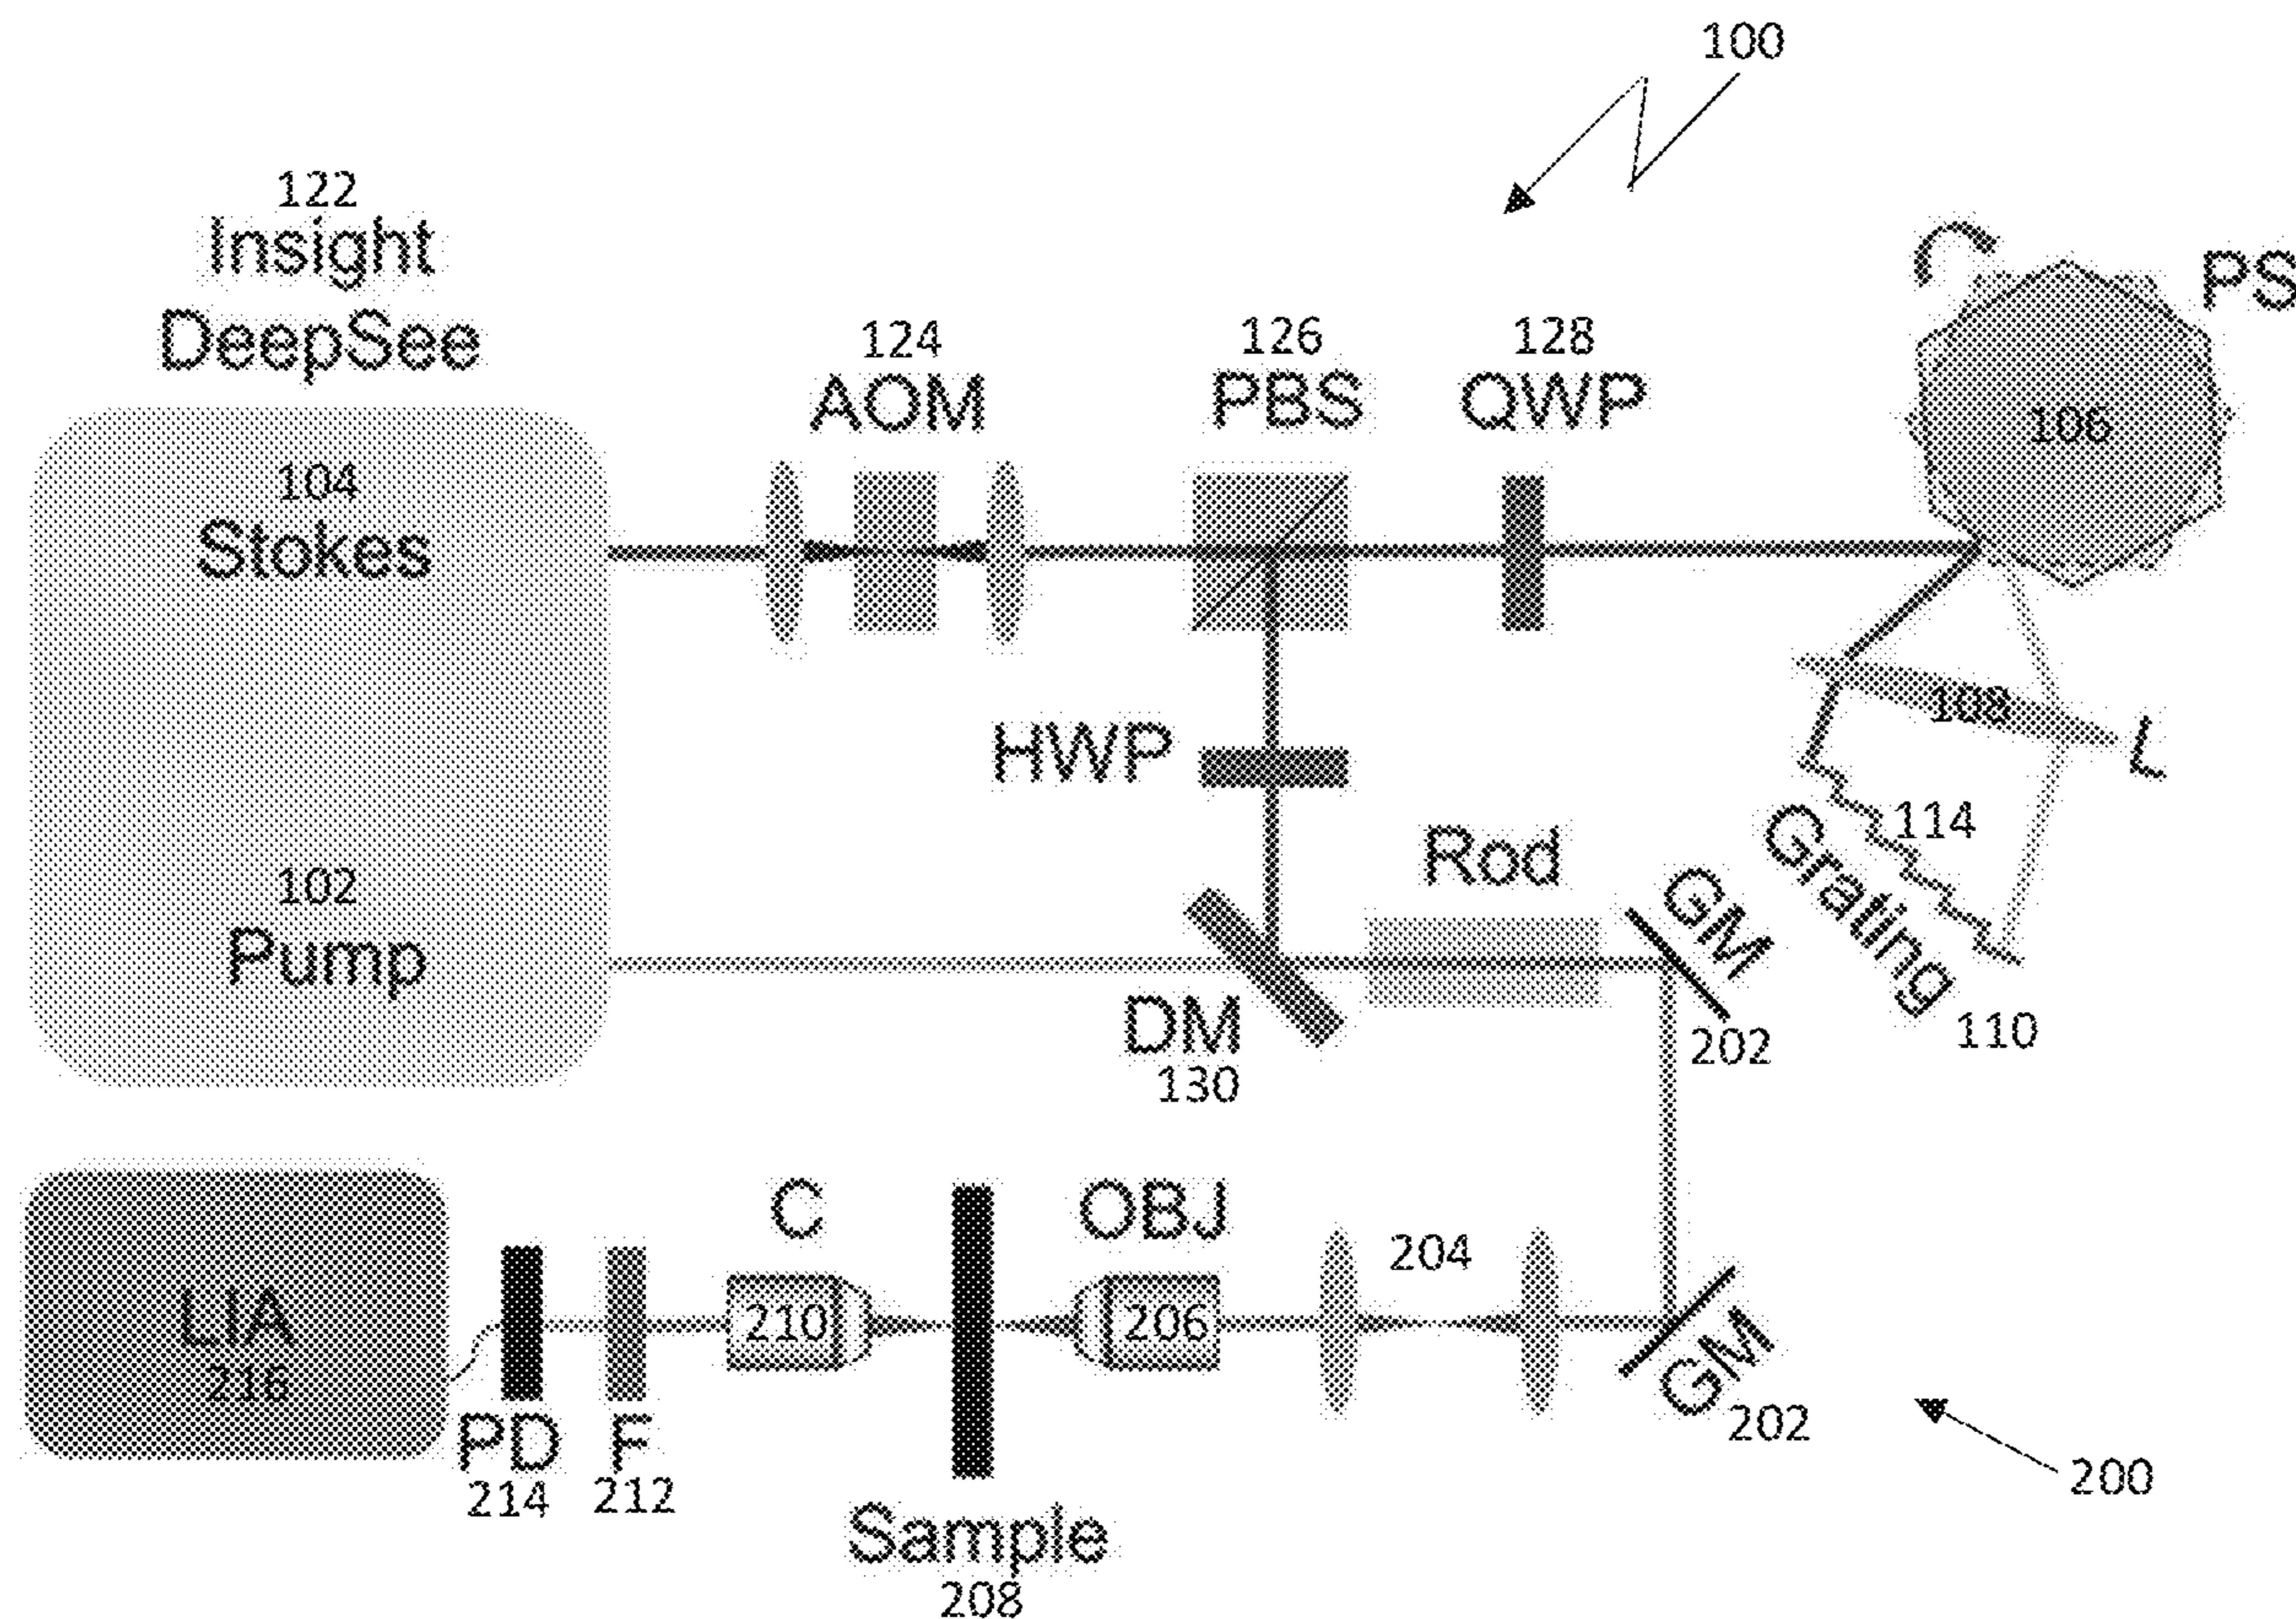 100
122
Insight
DeepSee
124
AOM
126
PBS
128
QWP
PS
106
104
Stokes
108
L
HWP
114
Grating
110
Rod
GM
202
102
Pump
DM
130
C
OBJ
204
LIA
216
210
206
GM
202
PD
214
F
212
200
Sample
208